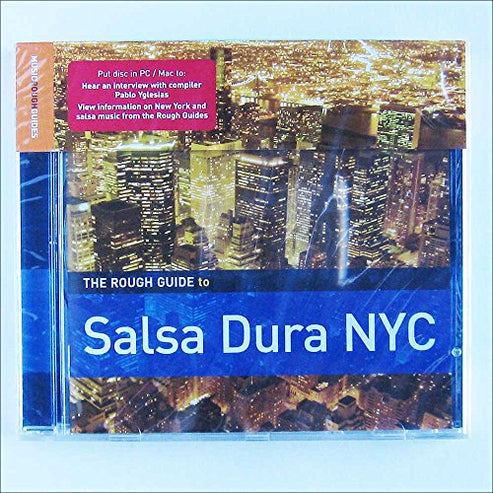 MUSIC ROUGH GUIDES
Put disc in PC / Mac to:
Hear an interview with compiler
Pablo Yglesias
View information on New York and
salsa music from the Rough Guides
THE ROUGH GUIDE to
Salsa Dura NYC